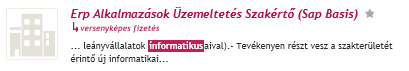 Erp Alkalmazások Üzemeltetés Szakértő (Sap Basis)
versenyképes fizetés
... leányvállalatok informatikusaival).- Tevékenyen részt vesz a szakterületét
érintő új informatikai...